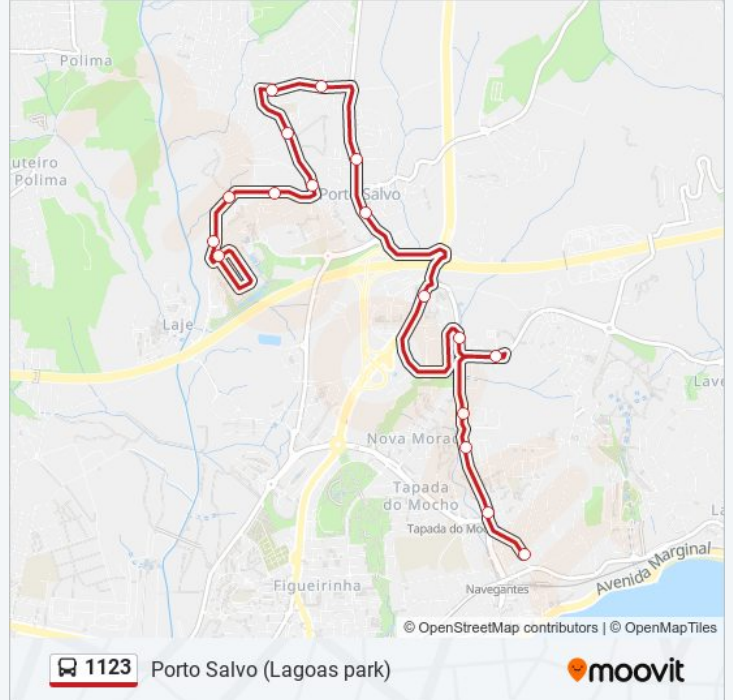 Polima
uteiro
Polima
Porto Salvo
Laje
Lave
Nova Morad
Tapada
do Mocho
La
Tapada do Mo
Avenida Marginal
Figueirinha
Navegantes
© OpenStreetMap contributors | © OpenMapTiles
1123 Porto Salvo (Lagoas park)
moovit